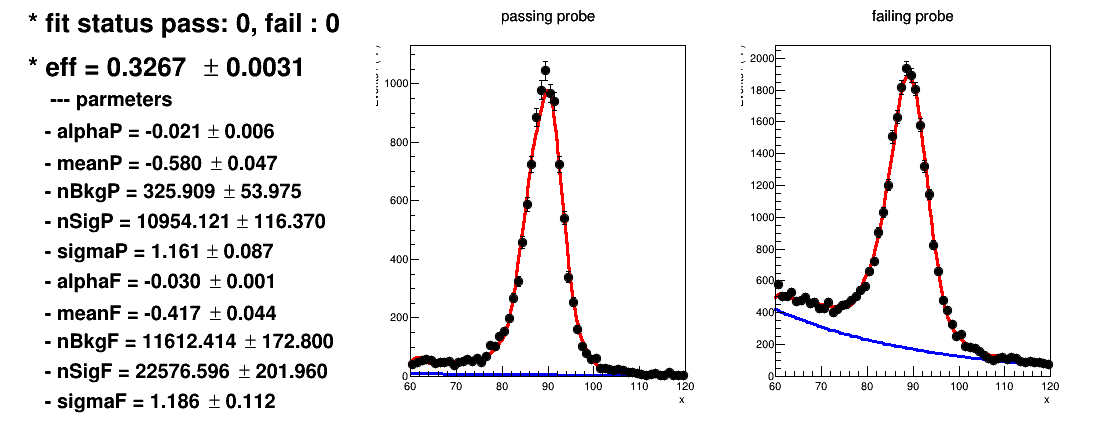 * fit status pass: 0, fail : 0
* eff = 0.3267 ± 0.0031
--- parmeters
- alphaP = -0.021 ± 0.006
- meanP = -0.580 ± 0.047
- nBkgP = 325.909 ± 53.975
- nSigP = 10954.121 ± 116.370
- sigmaP = 1.161 ± 0.087
- alphaF = -0.030 ± 0.001
- meanF = -0.417 ± 0.044
- nBkgF = 11612.414 ± 172.800
- nSigF = 22576.596 ± 201.960
- sigmaF = 1.186 ± 0.112
passing probe
1000
800
600
400
200
0
60 70 80 90 100 110 120
x
failing probe
2000
1800
1600
1400
1200
1000
800
600
400
200
0
60 70 80 90 100 110 120
x